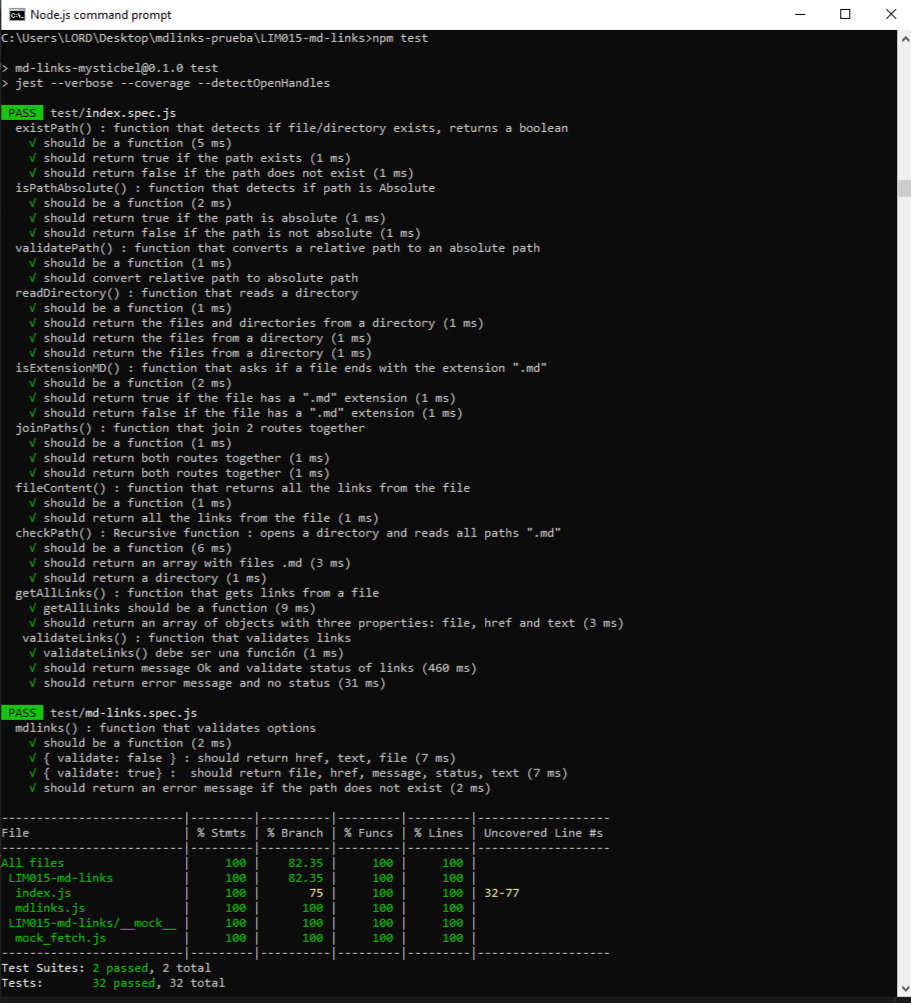 Node.js command prompt
C:\Users\LORD\Desktop\mdlinks-prueba\LIM015-md-links>npm test
> md-links-mysticbel@0.1.0 test
> jest --verbose --coverage --detectOpenHandles
PASS test/index.spec.js
existPath() : function that detects if file/directory exists, returns a boolean
√ should be a function (5 ms)
√ should return true if the path exists (1 ms)
√ should return false if the path does not exist (1 ms)
isPathAbsolute() : function that detects if path is Absolute
√ should be a function (2 ms)
√ should return true if the path is absolute (1 ms)
√ should return false if the path is not absolute (1 ms)
validatePath() : function that converts a relative path to an absolute path
√ should be a function (1 ms)
√ should convert relative path to absolute path
readDirectory() : function that reads a directory
√ should be a function (1 ms)
√ should return the files and directories from a directory (1 ms)
√ should return the files from a directory (1 ms)
√ should return the files from a directory (1 ms)
isExtensionMD() : function that asks if a file ends with the extension ".md"
√ should be a function (2 ms)
√ should return true if the file has a ".md" extension (1 ms)
√ should return false if the file has a ".md" extension (1 ms)
joinPaths() : function that join 2 routes together
√ should be a function (1 ms)
√ should return both routes together (1 ms)
√ should return both routes together (1 ms)
fileContent() : function that returns all the links from the file
√ should be a function (1 ms)
√ should return all the links from the file (1 ms)
checkPath() : Recursive function : opens a directory and reads all paths ".md"
√ should be a function (6 ms)
√ should return an array with files .md (3 ms)
√ should return a directory (1 ms)
getAllLinks() : function that gets links from a file
√ getAllLinks should be a function (9 ms)
√ should return an array of objects with three properties: file, href and text (3 ms)
validateLinks() : function that validates links
√ validateLinks() debe ser una función (1 ms)
√ should return message Ok and validate status of links (460 ms)
√ should return error message and no status (31 ms)
PASS test/md-links.spec.js
mdlinks() : function that validates options
√ should be a function (2 ms)
√ { validate: false } : should return href, text, file (7 ms)
√ { validate: true} :  should return file, href, message, status, text (7 ms)
√ should return an error message if the path does not exist (2 ms)
--------------------------|---------|----------|---------|---------|-------------------
File                      | % Stmts | % Branch | % Funcs | % Lines | Uncovered Line #s
--------------------------|---------|----------|---------|---------|-------------------
All files                 |     100 |    82.35 |     100 |     100 |
 LIM015-md-links          |     100 |    82.35 |     100 |     100 |
  index.js                |     100 |       75 |     100 |     100 | 32-77
  mdlinks.js              |     100 |      100 |     100 |     100 |
 LIM015-md-links/__mock__ |     100 |      100 |     100 |     100 |
  mock_fetch.js           |     100 |      100 |     100 |     100 |
--------------------------|---------|----------|---------|---------|-------------------
Test Suites: 2 passed, 2 total
Tests:       32 passed, 32 total